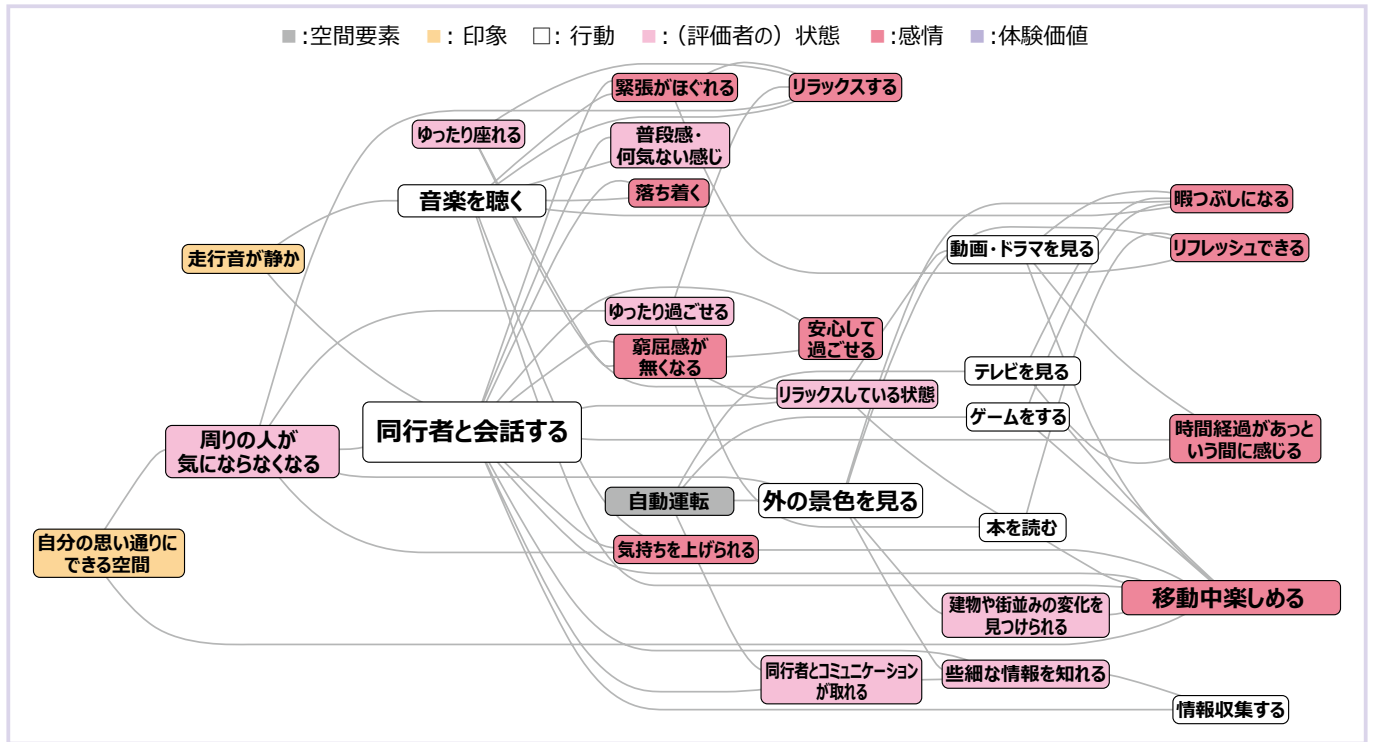 ■:空間要素 ■: 印象 □: 行動 ■:（評価者の）状態 ■:感情 ■:体験価値
緊張がほぐれる
リラックスする
ゆったり座れる
普段感・
何気ない感じ
音楽を聴く
落ち着く
暇つぶしになる
走行音が静か
動画・ドラマを見る
リフレッシュできる
ゆったり過ごせる
安心して
過ごせる
窮屈感が
無くなる
テレビを見る
リラックスしている状態
同行者と会話する
ゲームをする
時間経過があっと
いう間に感じる
周りの人が
気にならなくなる
自動運転
外の景色を見る
本を読む
自分の思い通りに
できる空間
気持ちを上げられる
移動中楽しめる
建物や街並みの変化を
見つけられる
同行者とコミュニケーション
が取れる
些細な情報を知れる
情報収集する